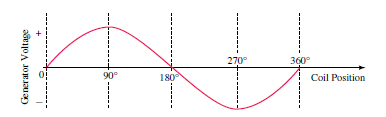 Generator Voltage
+
270° 360°
0 90° 180° Coil Position
–